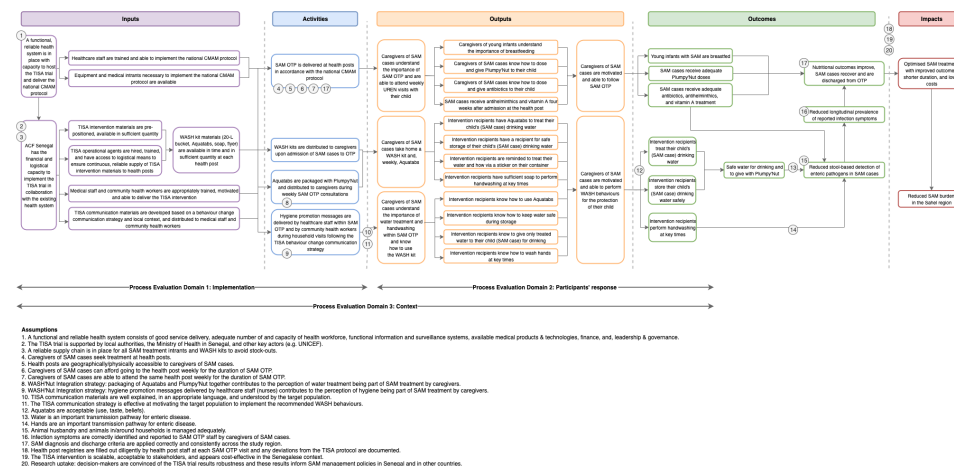 Inputs
Activities
Outputs
Outcomes
Impacts
1
A functional,
reliable health
system is in
place with
capacity to host
the TISA trial
and deliver the
national CMAM
protocol
Healthcare staff are trained and able to implement the national CMAM
protocol
Equipment and medical intrants necessary to implement the national CMAM
protocol are available
2
3
ACF Senegal
has the
financial and
logistical
capacity to
implement the
TISA trial in
collaboration
with the existing
health system
TISA intervention materials are pre-
positioned, available in sufficient quantity
TISA operational agents are hired, trained,
and have access to logistical means to
ensure continuous, reliable supply of TISA
intervention materials to health posts
WASH kit materials (20-L
bucket, Aquatabs, soap, flyer)
are available in time and in
sufficient quantity at each
health post
Medical staff and community health workers are appropriately trained, motivated
and able to deliver the TISA intervention
TISA communication materials are developed based on a behaviour change
communication strategy and local context, and distributed to medical staff and
community health workers
SAM OTP is delivered at health posts
in accordance with the national CMAM
protocol
4 5 6 7 17
WASH kits are distributed to caregivers
upon admission of SAM cases to OTP
Aquatabs are packaged with Plumpy'Nut
and distributed to caregivers during
weekly SAM OTP consultations
8
Hygiene promotion messages are
delivered by healthcare staff within SAM
OTP and by community health workers
during household visits following the
TISA behaviour change communication
strategy
9
10
11
Caregivers of SAM
cases understand
the importance of
SAM OTP and are
able to attend weekly
UREN visits with
their child
Caregivers of young infants understand
the importance of breastfeeding
Caregivers of SAM cases know how to dose
and give Plumpy'Nut to their child
Caregivers of SAM cases know how to dose
and give antibiotics to their child
SAM cases receive anthelminthics and vitamin A four
weeks after admission at the health post
Caregivers of SAM
cases are motivated
and able to follow
SAM OTP
Caregivers of SAM
cases take home a
WASH kit and,
weekly, Aquatabs
Intervention recipients have Aquatabs to treat their
child's (SAM case) drinking water
Intervention recipients have a recipient for safe
storage of their child's (SAM case) drinking water
Intervention recipients are reminded to treat their
water and how via a sticker on their container
Intervention recipients have sufficient soap to perform
handwashing at key times
Caregivers of SAM
cases understand the
importance of water
treatment and
handwashing
within SAM OTP
and know
how to use
the WASH kit
Intervention recipients know how to use Aquatabs
Intervention recipients know how to keep water safe
during storage
Intervention recipients know to give only treated
water to their child (SAM case) for drinking
Intervention recipients know how to wash hands
at key times
Caregivers of SAM
cases are motivated
and able to perform
WASH behaviours
for the protection
of their child
Young infants with SAM are breastfed
SAM cases receive adequate
PlumpyNut doses
SAM cases receive adequate
antibiotics, anthelminthics,
and vitamin A treatment
12
Intervention recipients
treat their child's
(SAM case) drinking
water
Intervention recipients
store their child's
(SAM case) drinking
water safely
Intervention recipients
perform handwashing
at key times
Safe water for drinking and
to give with Plumpy'Nut
13
14
15
Reduced stool-based detection of
enteric pathogens in SAM cases
16
Reduced longitudinal prevalence
of reported infection symptoms
17
Nutritional outcomes improve,
SAM cases recover and are
discharged from OTP
18
19
20
Optimised SAM treatment
with improved outcomes,
shorter duration, and less
costs
Reduced SAM burden
in the Sahel region
Process Evaluation Domain 1: Implementation
Process Evaluation Domain 2: Participants' response
Process Evaluation Domain 3: Context
Assumptions
1. A functional and reliable health system consists of good service delivery, adequate number of and capacity of health workforce, functional information and surveillance systems, available medical products & technologies, finance, and, leadership & governance.
2. The TISA trial is supported by local authorities, the Ministry of Health in Senegal, and other key actors (e.g. UNICEF).
3. A reliable supply chain is in place for all SAM treatment intrants and WASH kits to avoid stock-outs.
4. Caregivers of SAM cases seek treatment at health posts.
5. Health posts are geographically/physically accessible to caregivers of SAM cases.
6. Caregivers of SAM cases can afford going to the health post weekly for the duration of SAM OTP.
7. Caregivers of SAM cases are able to attend the same health post weekly for the duration of SAM OTP.
8. WASH'Nut Integration strategy: packaging of Aquatabs and Plumpy'Nut together contributes to the perception of water treatment being part of SAM treatment by caregivers.
9. WASH'Nut Integration strategy: hygiene promotion messages delivered by healthcare staff (nurses) contributes to the perception of hygiene being part of SAM treatment by caregivers.
10. TISA communication materials are well explained, in an appropriate language, and understood by the target population.
11. The TISA communication strategy is effective at motivating the target population to implement the recommended WASH behaviours.
12. Aquatabs are acceptable (use, taste, beliefs).
13. Water is an important transmission pathway for enteric disease.
14. Hands are an important transmission pathway for enteric disease.
15. Animal husbandry and animals in/around households is managed adequately.
16. Infection symptoms are correctly identified and reported to SAM OTP staff by caregivers of SAM cases.
17. SAM diagnosis and discharge criteria are applied correctly and consistently across the study region.
18. Health post registries are filled out diligently by health post staff at each SAM OTP visit and any deviations from the TISA protocol are documented.
19. The TISA intervention is scalable, acceptable to stakeholders, and appears cost-effective in the Senegalese context.
20. Research uptake: decision-makers are convinced of the TISA trial results robustness and these results inform SAM management policies in Senegal and in other countries.